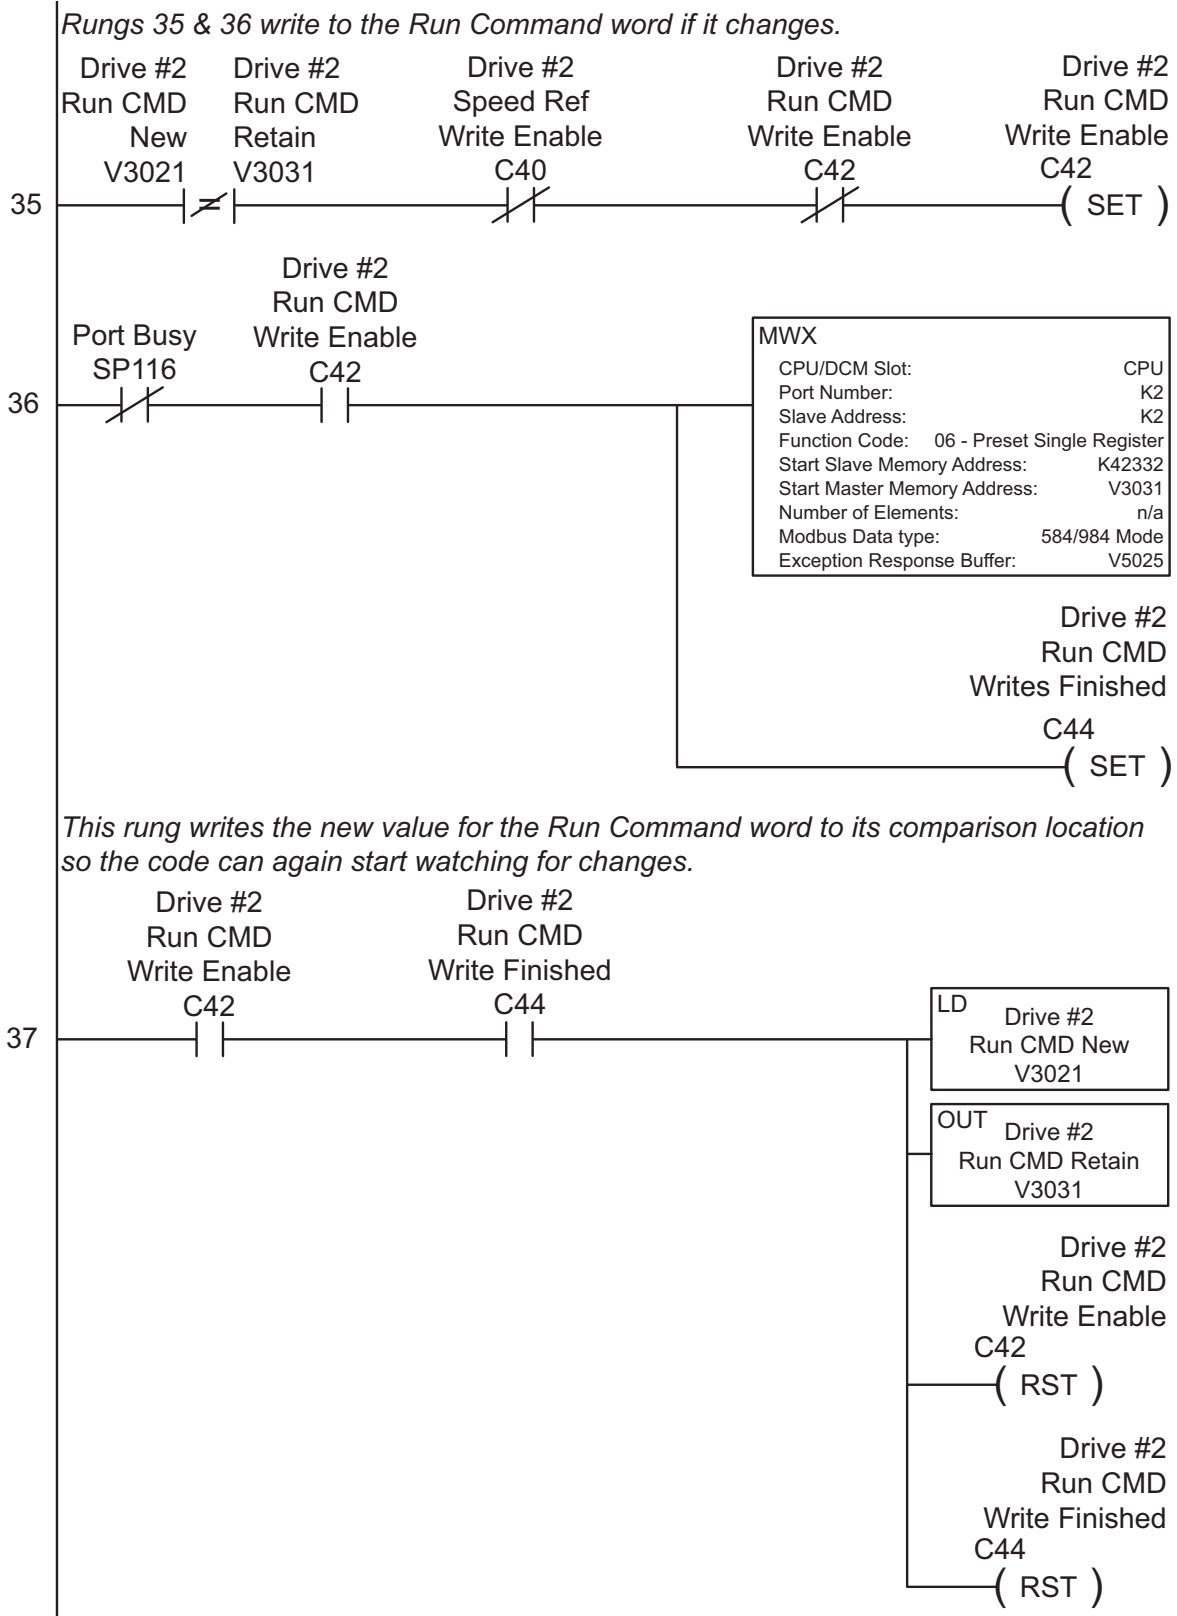 Rungs 35 & 36 write to the Run Command word if it changes.
Drive #2
Run CMD
New
V3021
Drive #2
Run CMD
Retain
V3031
Drive #2
Speed Ref
Write Enable
C40
Drive #2
Run CMD
Write Enable
C42
Drive #2
Run CMD
Write Enable
C42
35
=
( SET )
Drive #2
Run CMD
Write Enable
C42
Port Busy
SP116
36
MWX
CPU/DCM Slot: CPU
Port Number: K2
Slave Address: K2
Function Code: 06 - Preset Single Register
Start Slave Memory Address: K42332
Start Master Memory Address: V3031
Number of Elements: n/a
Modbus Data type: 584/984 Mode
Exception Response Buffer: V5025
Drive #2
Run CMD
Writes Finished
C44
( SET )
This rung writes the new value for the Run Command word to its comparison location
so the code can again start watching for changes.
Drive #2
Run CMD
Write Enable
C42
Drive #2
Run CMD
Write Finished
C44
37
LD
Drive #2
Run CMD New
V3021
OUT
Drive #2
Run CMD Retain
V3031
Drive #2
Run CMD
Write Enable
C42
( RST )
Drive #2
Run CMD
Write Finished
C44
( RST )